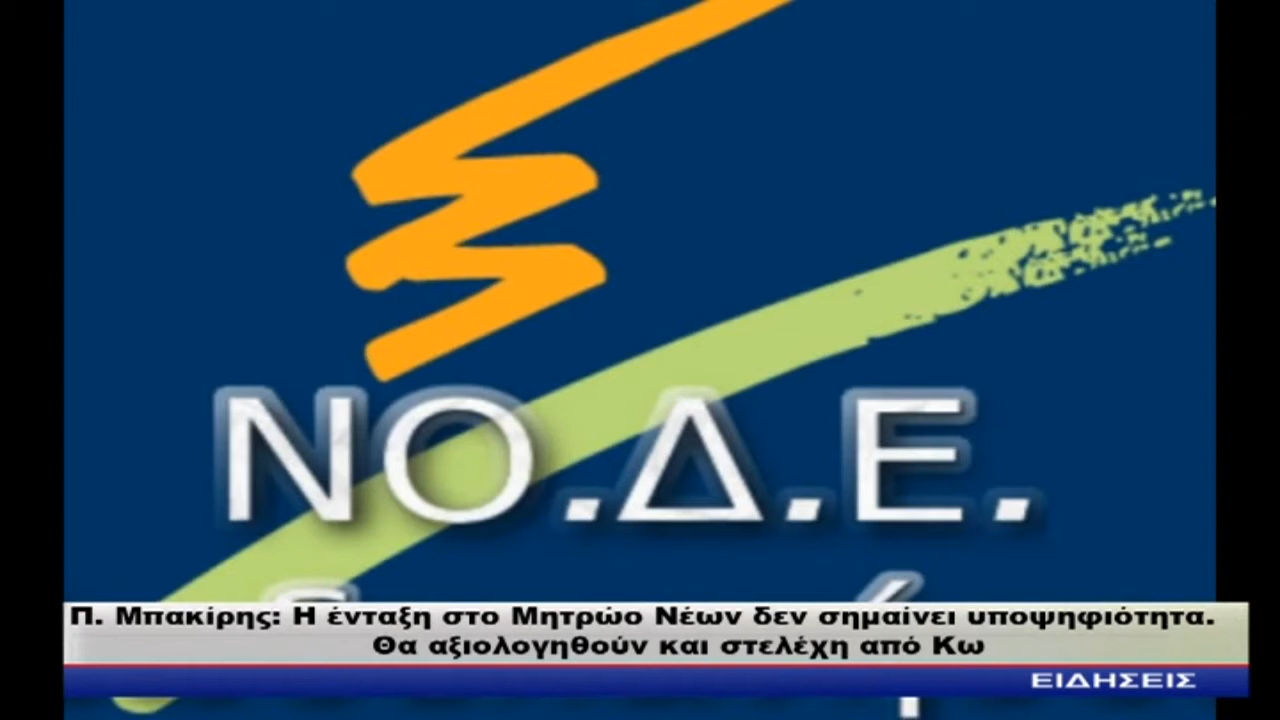 ΝΟ.Δ.Ε.
Π. Μπακίρης: Η ένταξη στο Μητρώο Νέων δεν σημαίνει υποψηφιότητα.
Θα αξιολογηθούν και στελέχη από Κω
ΕΙΔΗΣΕΙΣ